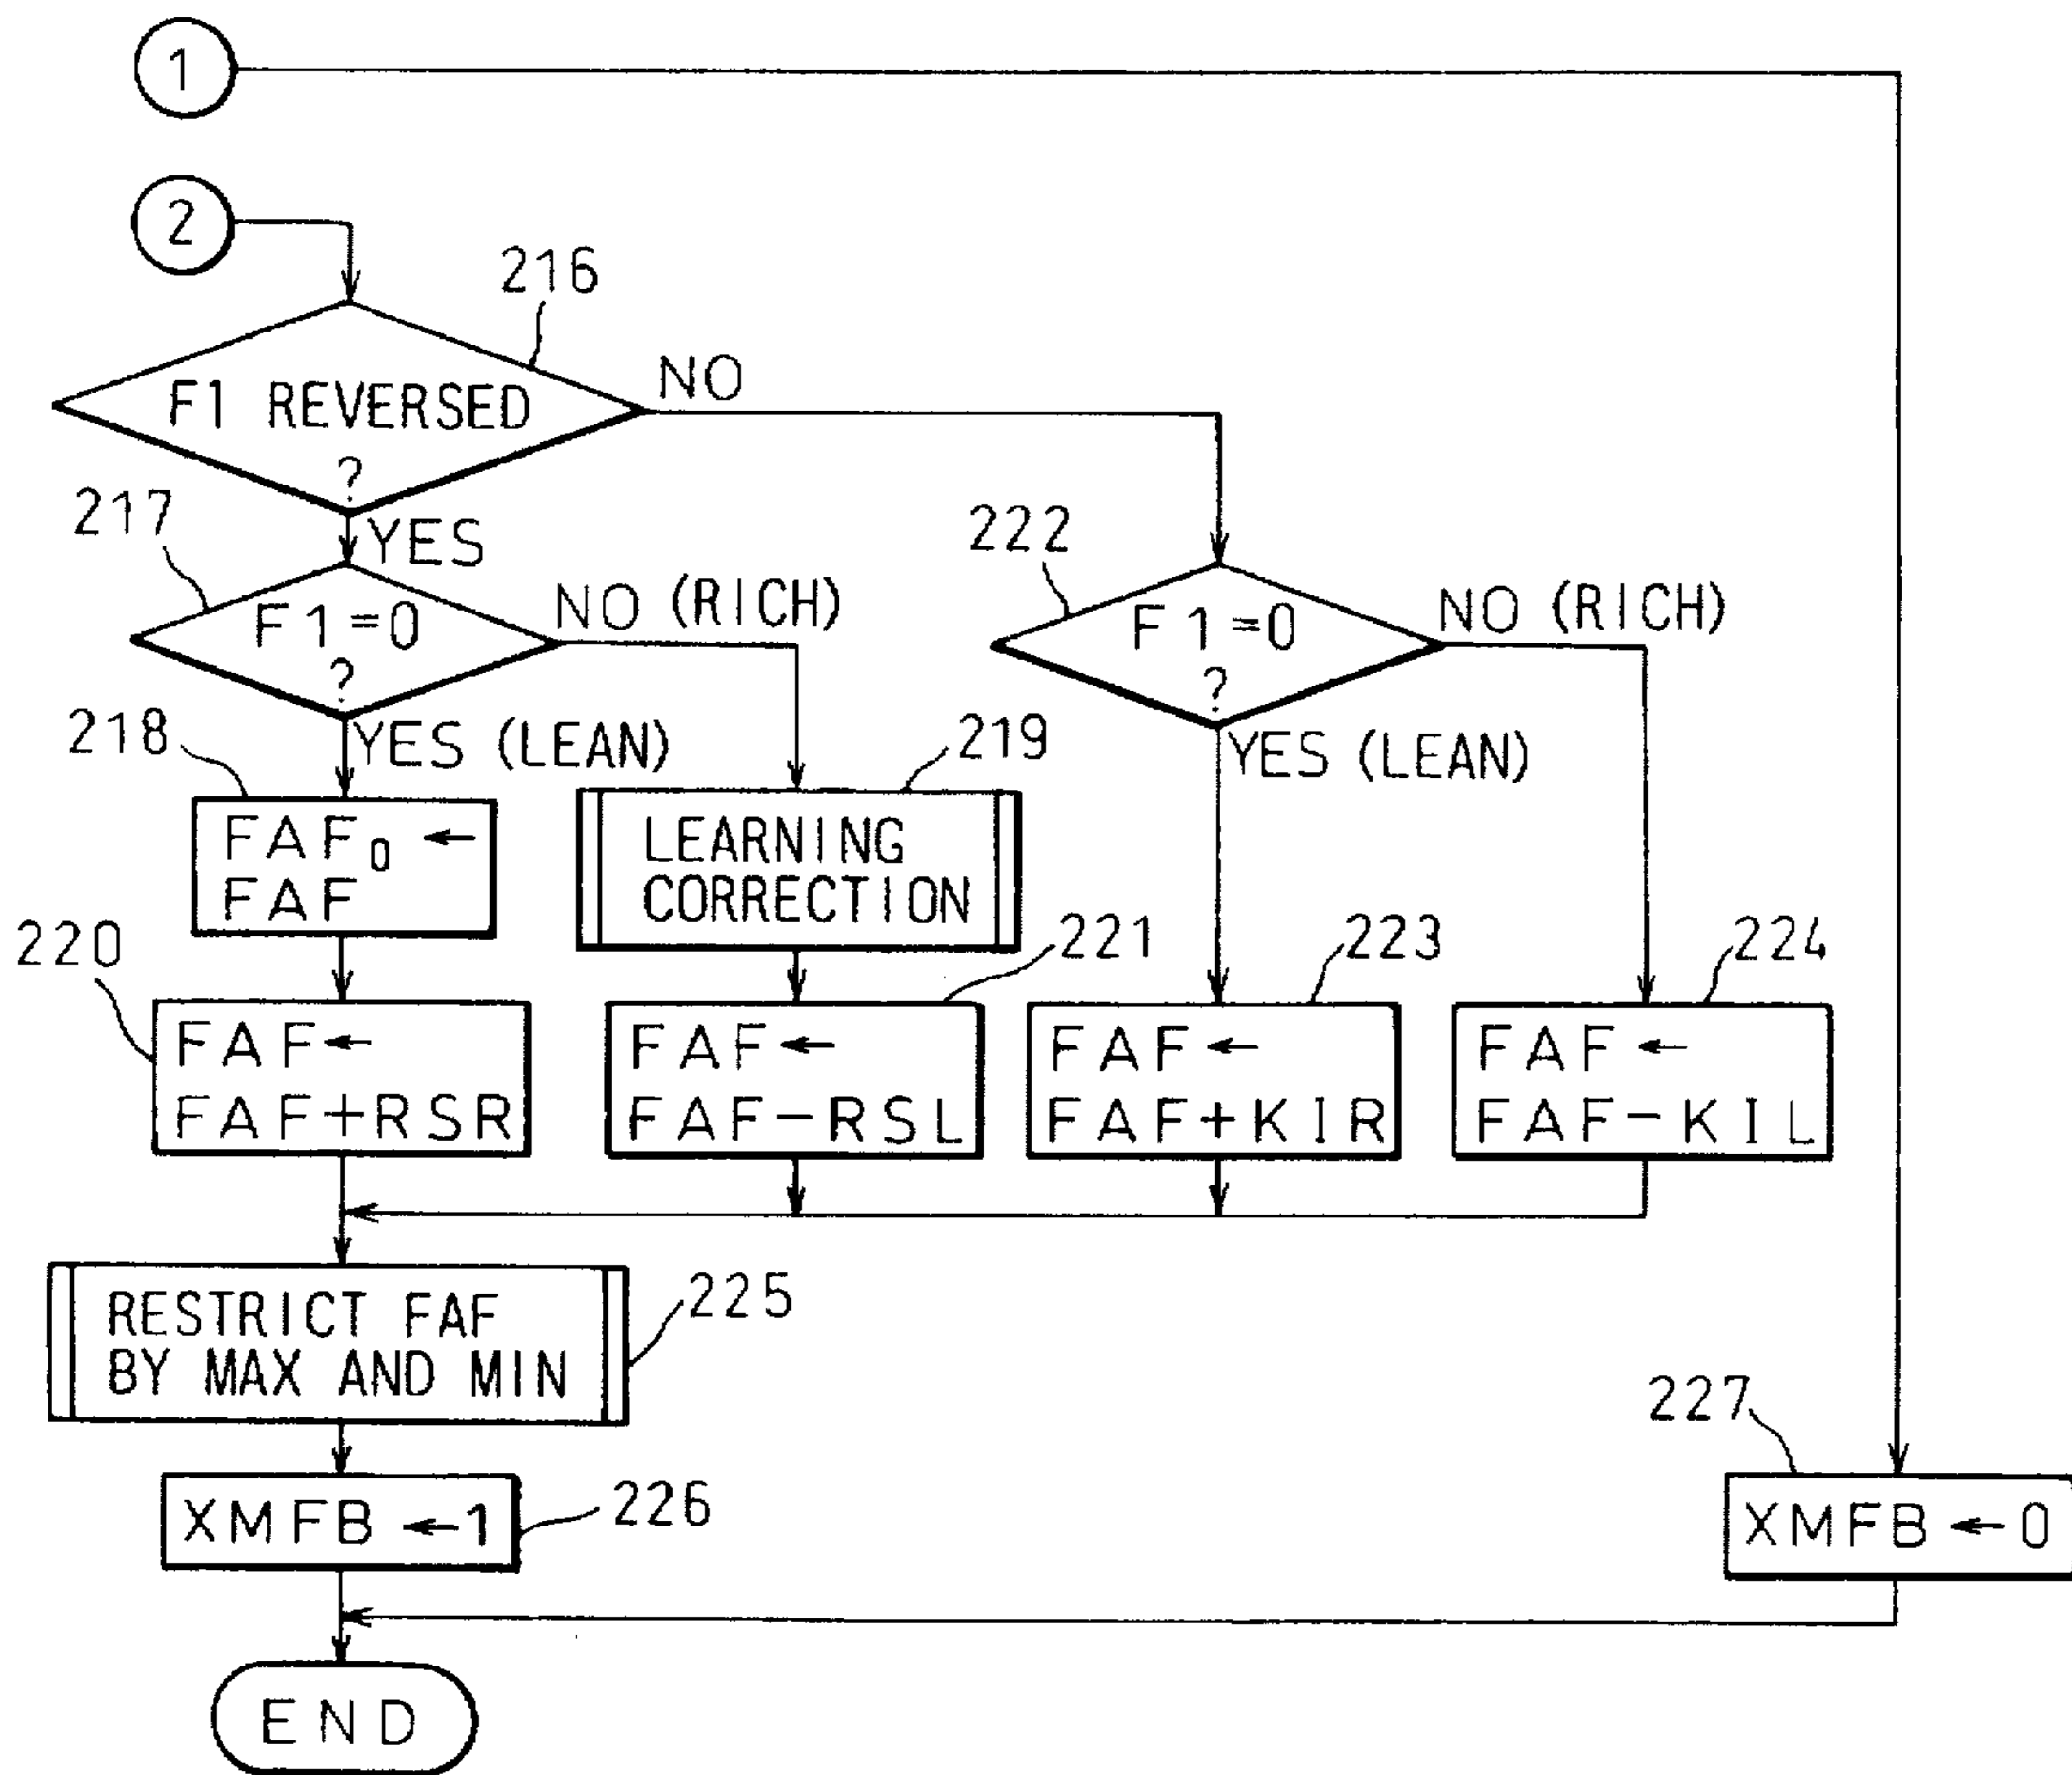 1
2
216
F1 REVERSED
?
NO
YES
217
F1=0
?
NO (RICH)
YES (LEAN)
222
F1=0
?
NO (RICH)
YES (LEAN)
218
FAF₀ ←
FAF
219
LEARNING
CORRECTION
220
FAF←
FAF+RSR
221
FAF←
FAF-RSL
223
FAF←
FAF+KIR
224
FAF←
FAF-KIL
225
RESTRICT FAF
BY MAX AND MIN
226
XMFB ←1
227
XMFB ←0
END